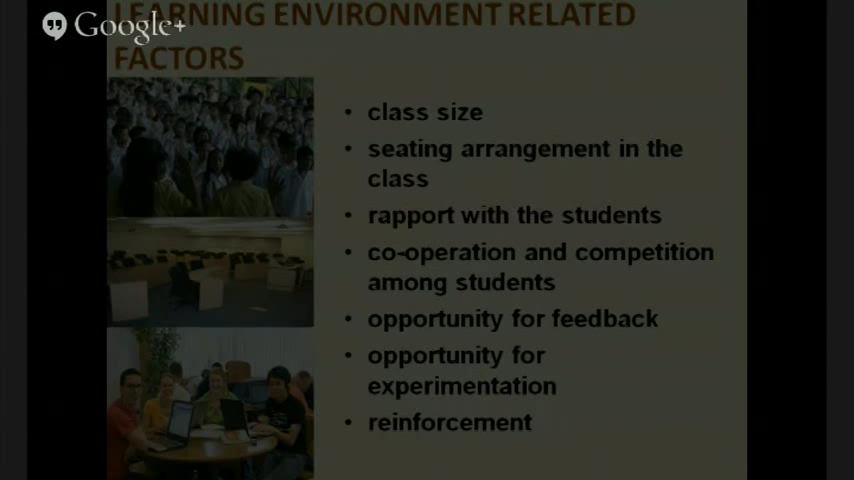 LEARNING ENVIRONMENT RELATED
Google+
FACTORS
• class size
• seating arrangement in the
class
• rapport with the students
• co-operation and competition
among students
• opportunity for feedback
• opportunity for
experimentation
• reinforcement